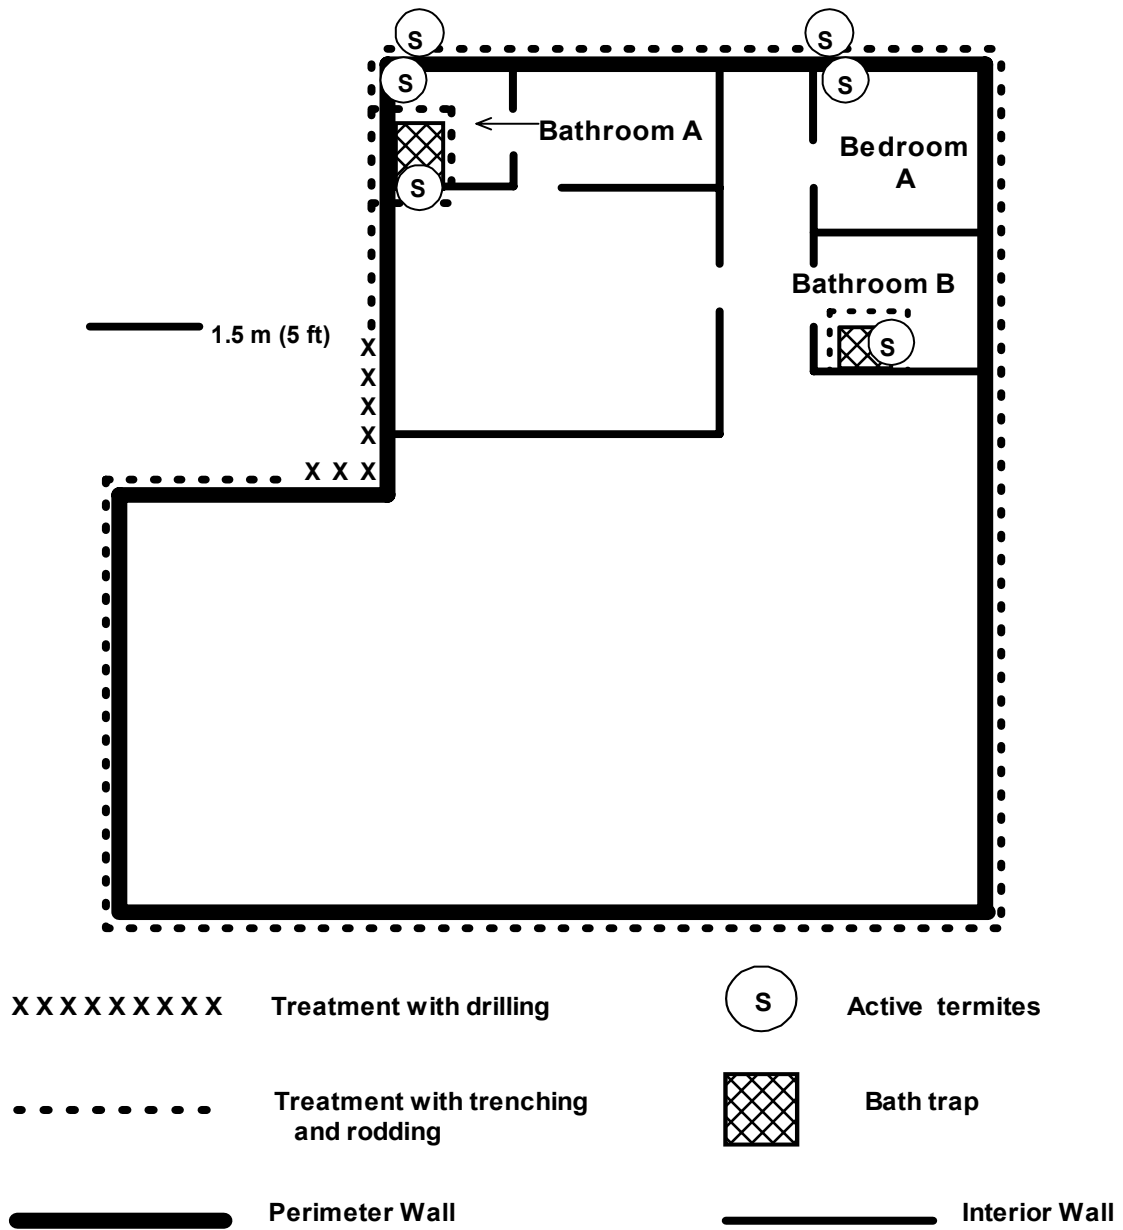 S
S
S
S
Bathroom A
Bedroom
A
S
Bathroom B
1.5 m (5 ft)
S
X
X
X
X
X X X
X X X X X X X X X
Treatment with drilling
S
Active termites
Treatment with trenching
and rodding
Bath trap
Perimeter Wall
Interior Wall